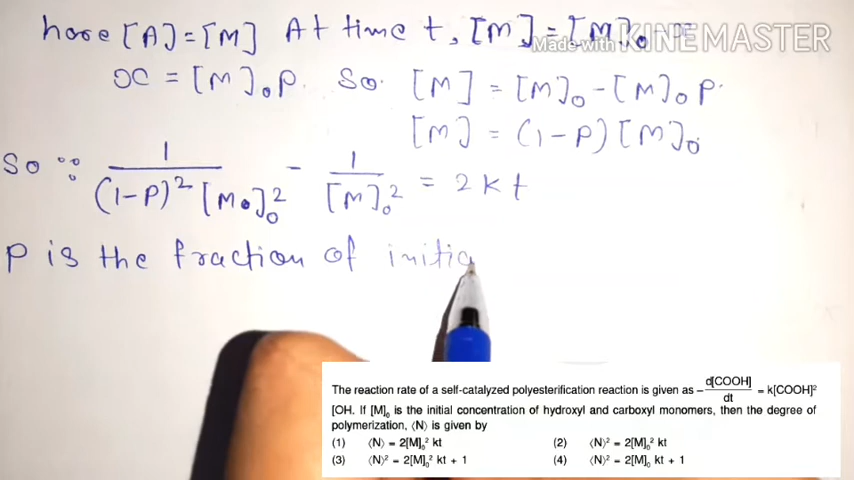 here [A] = [M] At time t, [M] = [M]₀ - x
Made with KINEMASTER
x = [M]₀ P. So [M] = [M]₀ - [M]₀ P.
[M] = (1-P) [M]₀
So ∵ 1/((1-P)² [M]₀²) - 1/[M]₀² = 2kt
P is the fraction of initia
The reaction rate of a self-catalyzed polyesterification reaction is given as -d[COOH]/dt = k[COOH]²
[OH. If [M]₀ is the initial concentration of hydroxyl and carboxyl monomers, then the degree of
polymerization, ⟨N⟩ is given by
(1) ⟨N⟩ = 2[M]₀² kt (2) ⟨N⟩² = 2[M]₀² kt
(3) ⟨N⟩² = 2[M]₀² kt + 1 (4) ⟨N⟩² = 2[M]₀ kt + 1